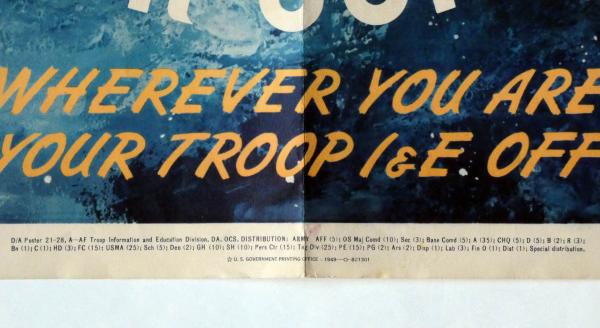 WHEREVER YOU ARE
YOUR TROOP I & E OFF
D/A Poster 21-28, A—AF Troop Information and Education Division, DA, OCS. DISTRIBUTION: ARMY: AFF (5); OS Maj Comd (10); Sec (3); Base Comd (5); A (35); CHQ (5); D (5); B (2); R (3);
Bn (1); C (1); HD (3); FC (15); USMA (25); Sch (5); Dee (2); GH (10); SH (10); Pers Ctr (15); Tng Div (25); PE (15); PG (2); Ars (2); Disp (1); Lab (3); Fin O (1); Dist (1); Special distribution.
☆ U. S. GOVERNMENT PRINTING OFFICE : 1949—O-821501